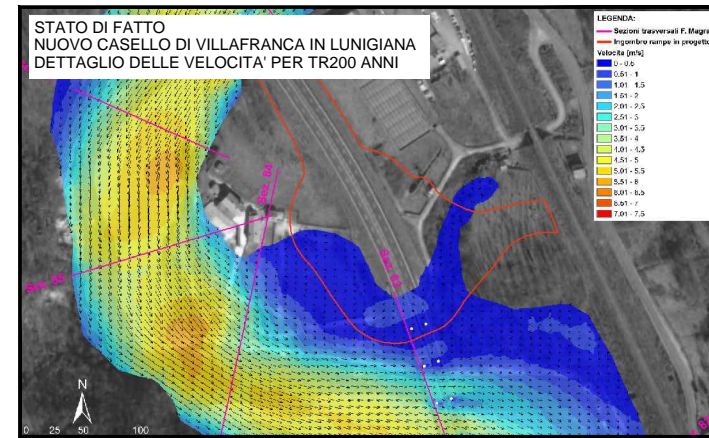 STATO DI FATTO
NUOVO CASELLO DI VILLAFRANCA IN LUNIGIANA
DETTAGLIO DELLE VELOCITA' PER TR200 ANNI
LEGENDA:
Sezioni trasversali F. Magra
Ingombro rampe in progetto
Velocita [m/s]
0 - 0.5
0.51 - 1
1.01 - 1.5
1.51 - 2
2.01 - 2.5
2.51 - 3
3.01 - 3.5
3.51 - 4
4.01 - 4.5
4.51 - 5
5.01 - 5.5
5.51 - 6
6.01 - 6.5
6.51 - 7
7.01 - 7.5
Sez. 84
Sez. 83
N
0 25 50 100